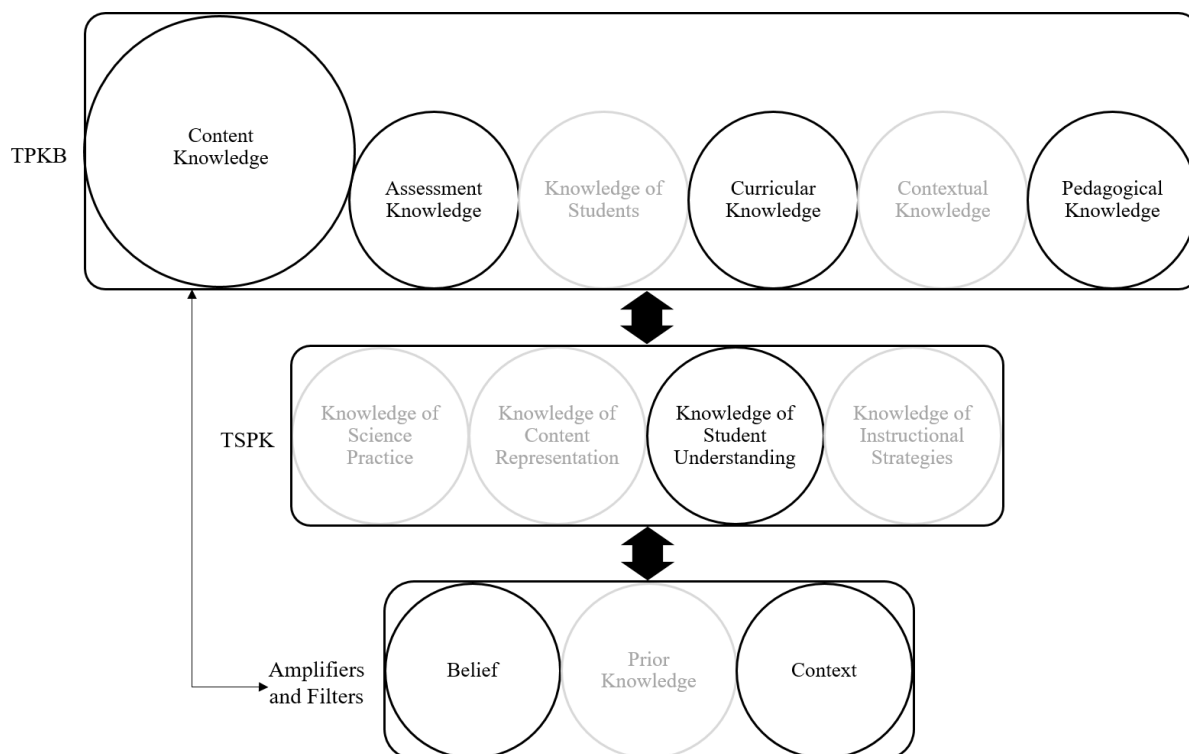 TPKB
Content
Knowledge
Assessment
Knowledge
Knowledge of
Students
Curricular
Knowledge
Contextual
Knowledge
Pedagogical
Knowledge
TSPK
Knowledge of
Science
Practice
Knowledge of
Content
Representation
Knowledge of
Student
Understanding
Knowledge of
Instructional
Strategies
Amplifiers
and Filters
Belief
Prior
Knowledge
Context